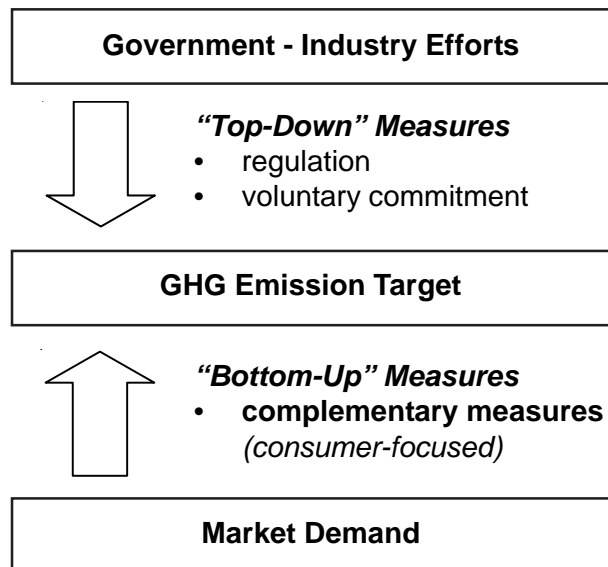 Government - Industry Efforts
“Top-Down” Measures
• regulation
• voluntary commitment
GHG Emission Target
“Bottom-Up” Measures
• complementary measures
(consumer-focused)
Market Demand